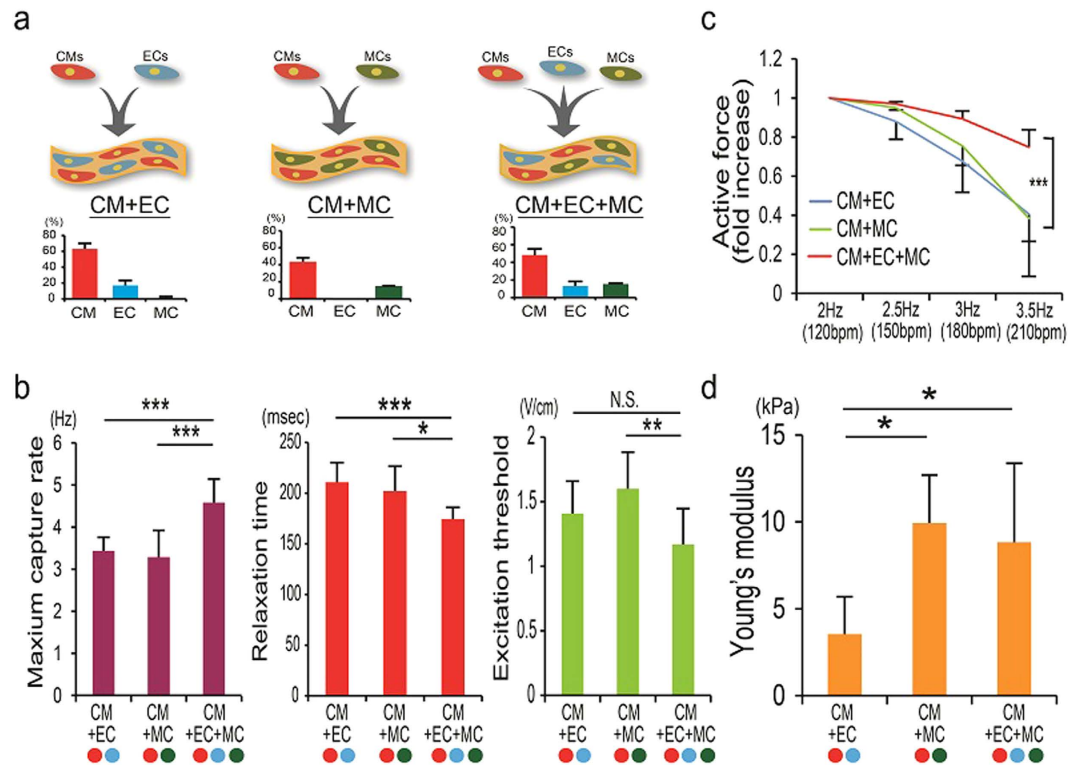 a
CMs ECs
CMs MCs
CMs ECs MCs
CM+EC
CM+MC
CM+EC+MC
(%)
80
60
40
20
0
CM EC MC
(%)
80
60
40
20
0
CM EC MC
(%)
80
60
40
20
0
CM EC MC
c
Active force
(fold increase)
1.2
1
0.8
0.6
0.4
0.2
0
***
CM+EC
CM+MC
CM+EC+MC
2Hz 2.5Hz 3Hz 3.5Hz
(120bpm) (150bpm) (180bpm) (210bpm)
b
(Hz)
Maxium capture rate
6
5
4
3
2
1
0
***
***
CM CM CM
+EC +MC +EC+MC
(msec)
Relaxation time
250
200
150
100
50
0
***
*
CM CM CM
+EC +MC +EC+MC
(V/cm)
Excitation threshold
2
1.5
1
0.5
0
N.S.
**
CM CM CM
+EC +MC +EC+MC
d
(kPa)
Young's modulus
15
10
5
0
*
*
CM CM CM
+EC +MC +EC+MC